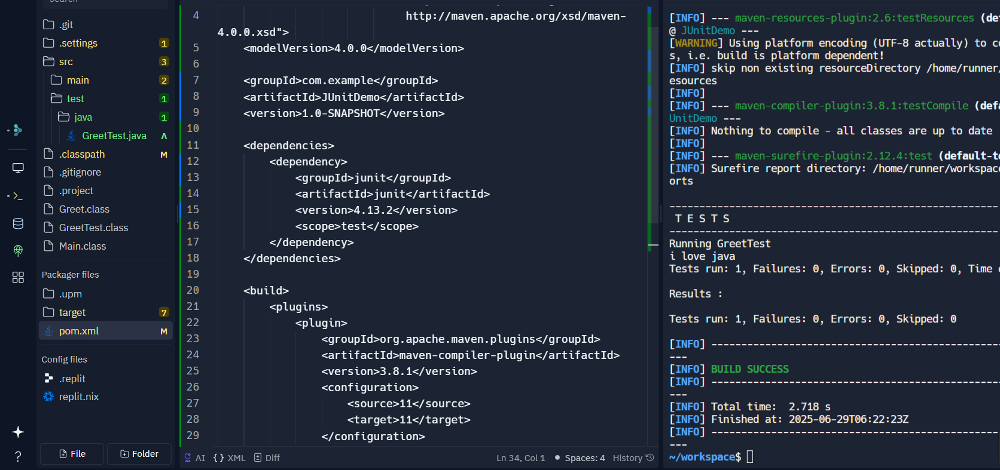 Search
.git
.settings 1
src 3
main 2
test 1
java 1
GreetTest.java A
.classpath M
.gitignore
.project
Greet.class
GreetTest.class
Main.class
Packager files
.upm
target 7
pom.xml M
Config files
.replit
replit.nix
File Folder
4 http://maven.apache.org/xsd/maven-
4.0.0.xsd">
5 <modelVersion>4.0.0</modelVersion>
6
7 <groupId>com.example</groupId>
8 <artifactId>JUnitDemo</artifactId>
9 <version>1.0-SNAPSHOT</version>
10
11 <dependencies>
12 <dependency>
13 <groupId>junit</groupId>
14 <artifactId>junit</artifactId>
15 <version>4.13.2</version>
16 <scope>test</scope>
17 </dependency>
18 </dependencies>
19
20 <build>
21 <plugins>
22 <plugin>
23 <groupId>org.apache.maven.plugins</groupId>
24 <artifactId>maven-compiler-plugin</artifactId>
25 <version>3.8.1</version>
26 <configuration>
27 <source>11</source>
28 <target>11</target>
29 </configuration>
AI {} XML Diff Ln 34, Col 1 Spaces: 4 History
[INFO] --- maven-resources-plugin:2.6:testResources (de
@ JUnitDemo ---
[WARNING] Using platform encoding (UTF-8 actually) to c
s, i.e. build is platform dependent!
[INFO] skip non existing resourceDirectory /home/runner/
esources
[INFO]
[INFO] --- maven-compiler-plugin:3.8.1:testCompile (defa
UnitDemo ---
[INFO] Nothing to compile - all classes are up to date
[INFO]
[INFO] --- maven-surefire-plugin:2.12.4:test (default-te
[INFO] Surefire report directory: /home/runner/workspace
orts
-------------------------------------------------------
T E S T S
-------------------------------------------------------
Running GreetTest
i love java
Tests run: 1, Failures: 0, Errors: 0, Skipped: 0, Time e
Results :
Tests run: 1, Failures: 0, Errors: 0, Skipped: 0
[INFO] ------------------------------------------------
---
[INFO] BUILD SUCCESS
[INFO] ------------------------------------------------
---
[INFO] Total time:  2.718 s
[INFO] Finished at: 2025-06-29T06:22:23Z
[INFO] ------------------------------------------------
---
~/workspace$